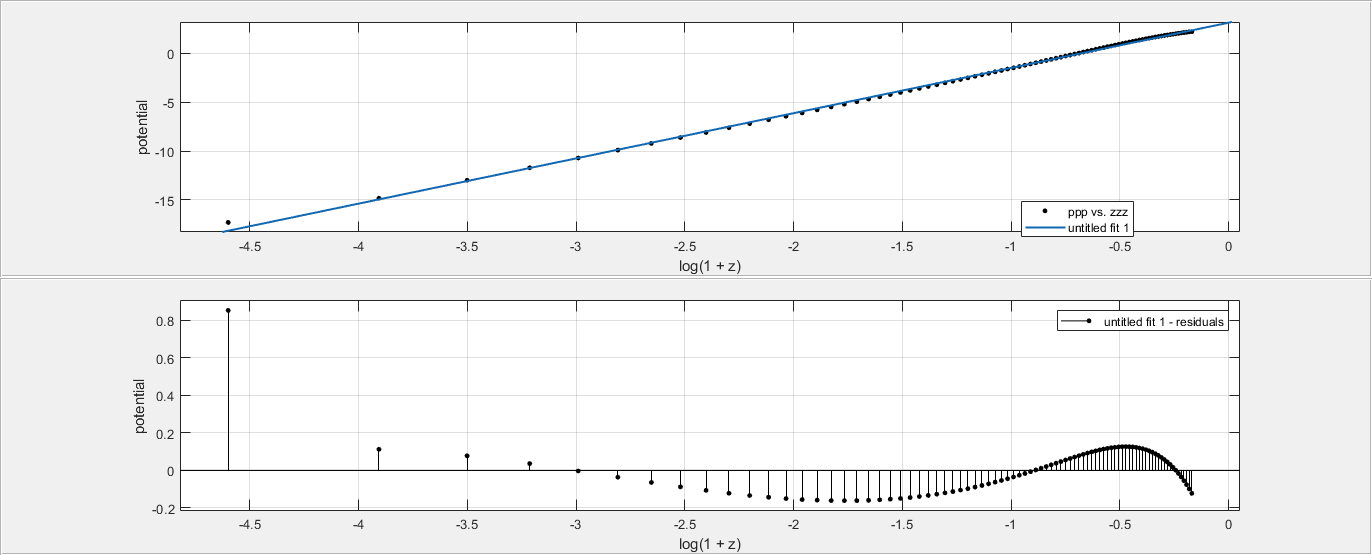 potential
0
-5
-10
-15
-4.5 -4 -3.5 -3 -2.5 -2 -1.5 -1 -0.5 0
log(1 + z)
ppp vs. zzz
untitled fit 1
potential
0.8
0.6
0.4
0.2
0
-0.2
-4.5 -4 -3.5 -3 -2.5 -2 -1.5 -1 -0.5 0
log(1 + z)
untitled fit 1 - residuals